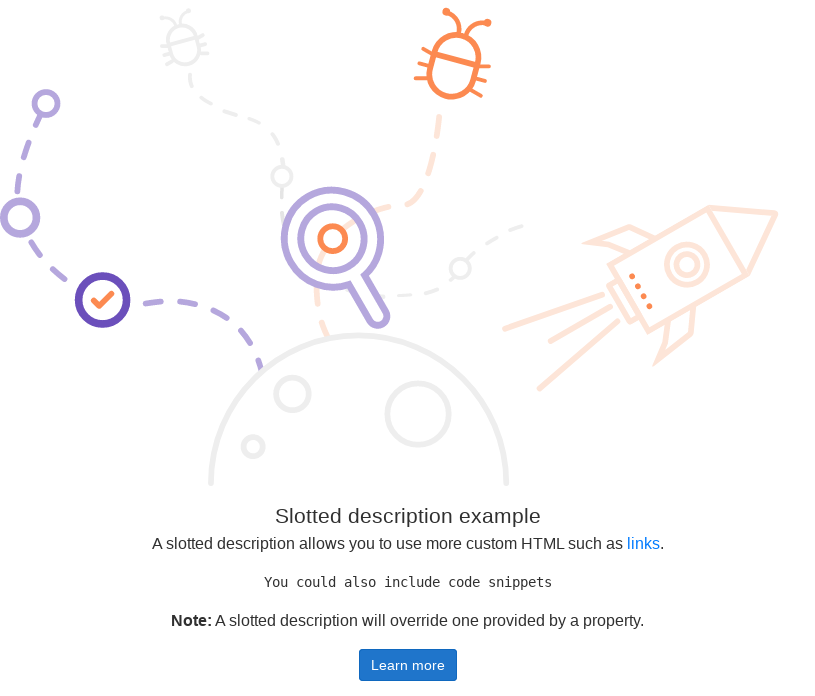 Slotted description example
A slotted description allows you to use more custom HTML such as links.
You could also include code snippets
Note: A slotted description will override one provided by a property.
Learn more